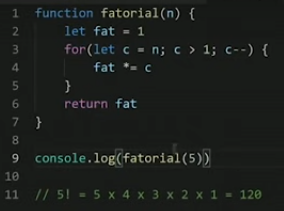 1 function fatorial(n) {
2 let fat = 1
3 for(let c = n; c > 1; c--) {
4 fat *= c
5 }
6 return fat
7 }
8
9 console.log(fatorial(5))
10
11 // 5! = 5 x 4 x 3 x 2 x 1 = 120